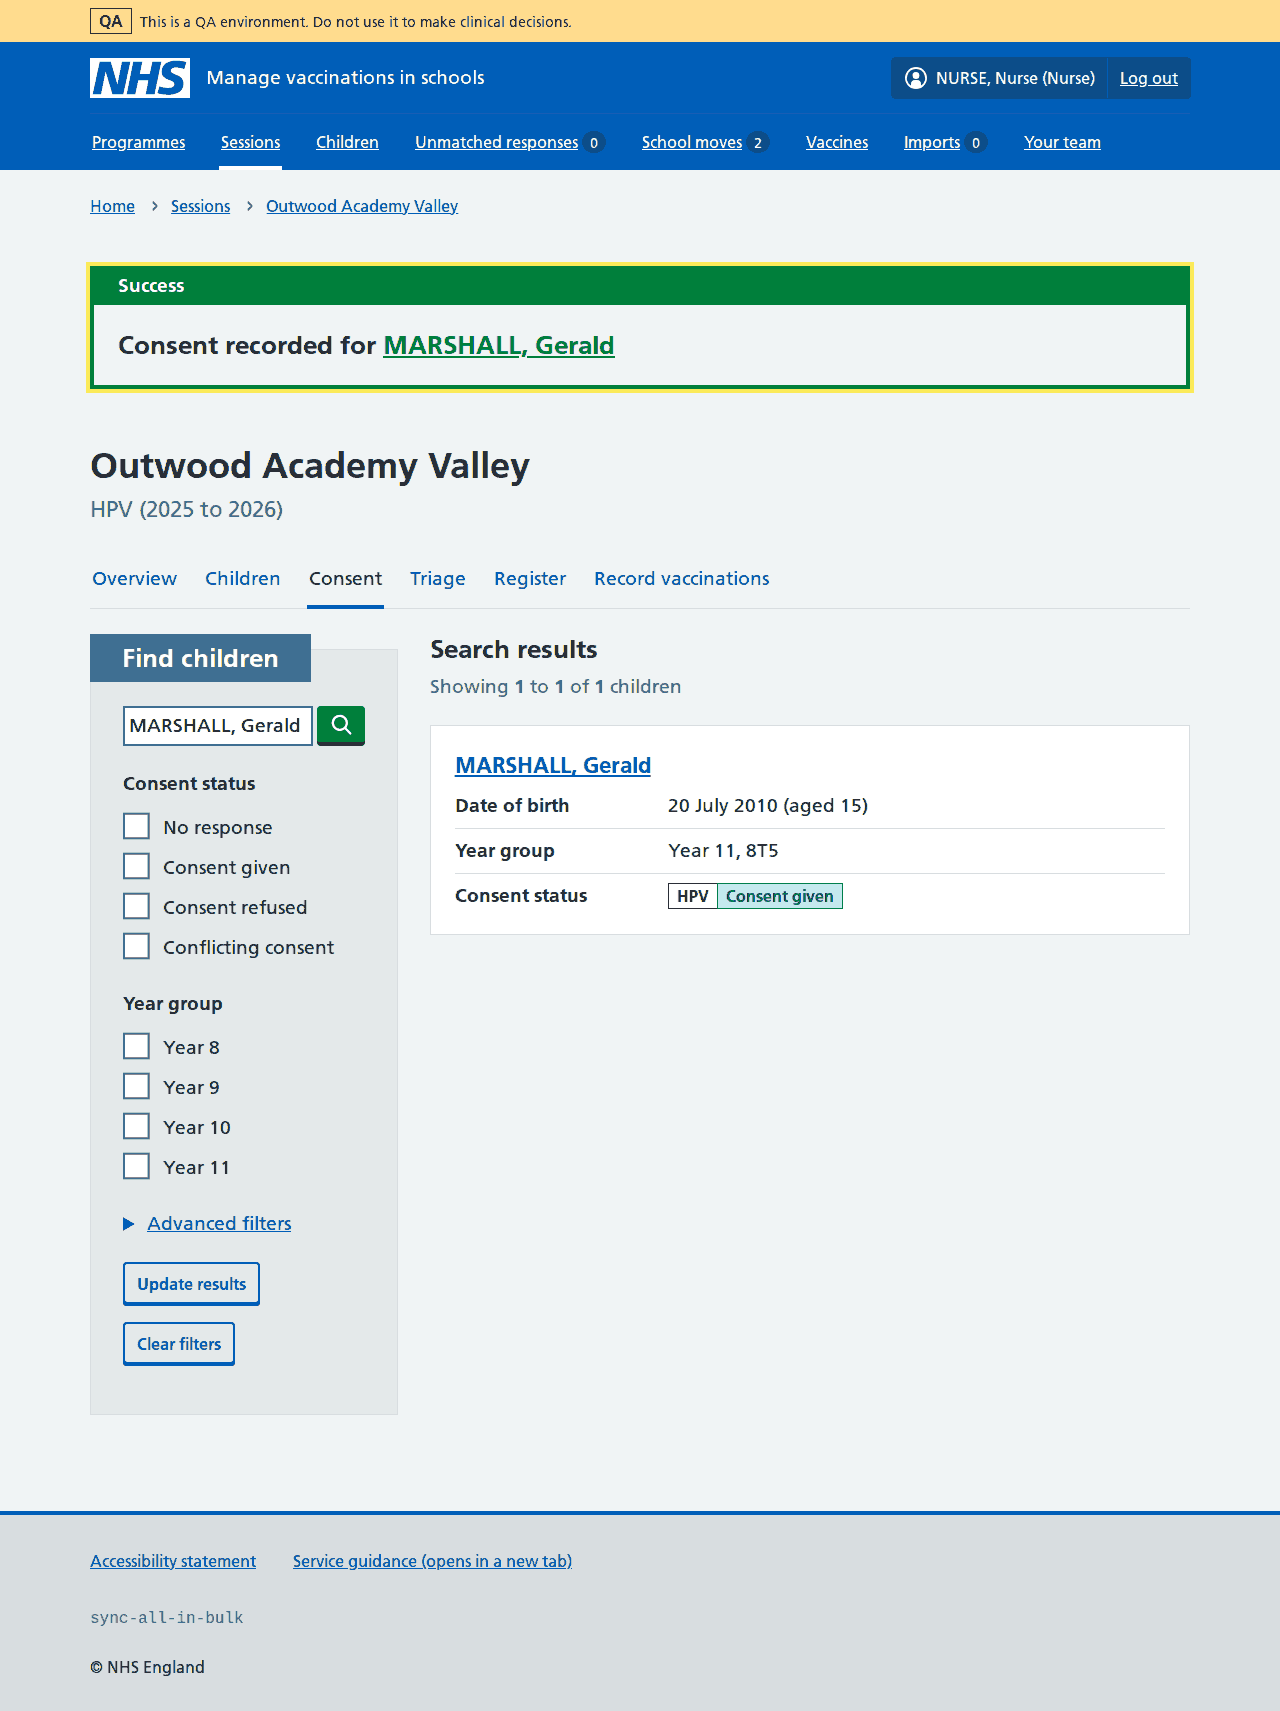 QA This is a QA environment. Do not use it to make clinical decisions.
NHS Manage vaccinations in schools NURSE, Nurse (Nurse) Log out
Programmes Sessions Children Unmatched responses 0 School moves 2 Vaccines Imports 0 Your team
Home Sessions Outwood Academy Valley
Success
Consent recorded for MARSHALL, Gerald
Outwood Academy Valley
HPV (2025 to 2026)
Overview Children Consent Triage Register Record vaccinations
Find children
MARSHALL, Gerald
Consent status
No response
Consent given
Consent refused
Conflicting consent
Year group
Year 8
Year 9
Year 10
Year 11
Advanced filters
Update results
Clear filters
Search results
Showing 1 to 1 of 1 children
MARSHALL, Gerald
Date of birth 20 July 2010 (aged 15)
Year group Year 11, 8T5
Consent status HPV Consent given
Accessibility statement Service guidance (opens in a new tab)
sync-all-in-bulk
© NHS England